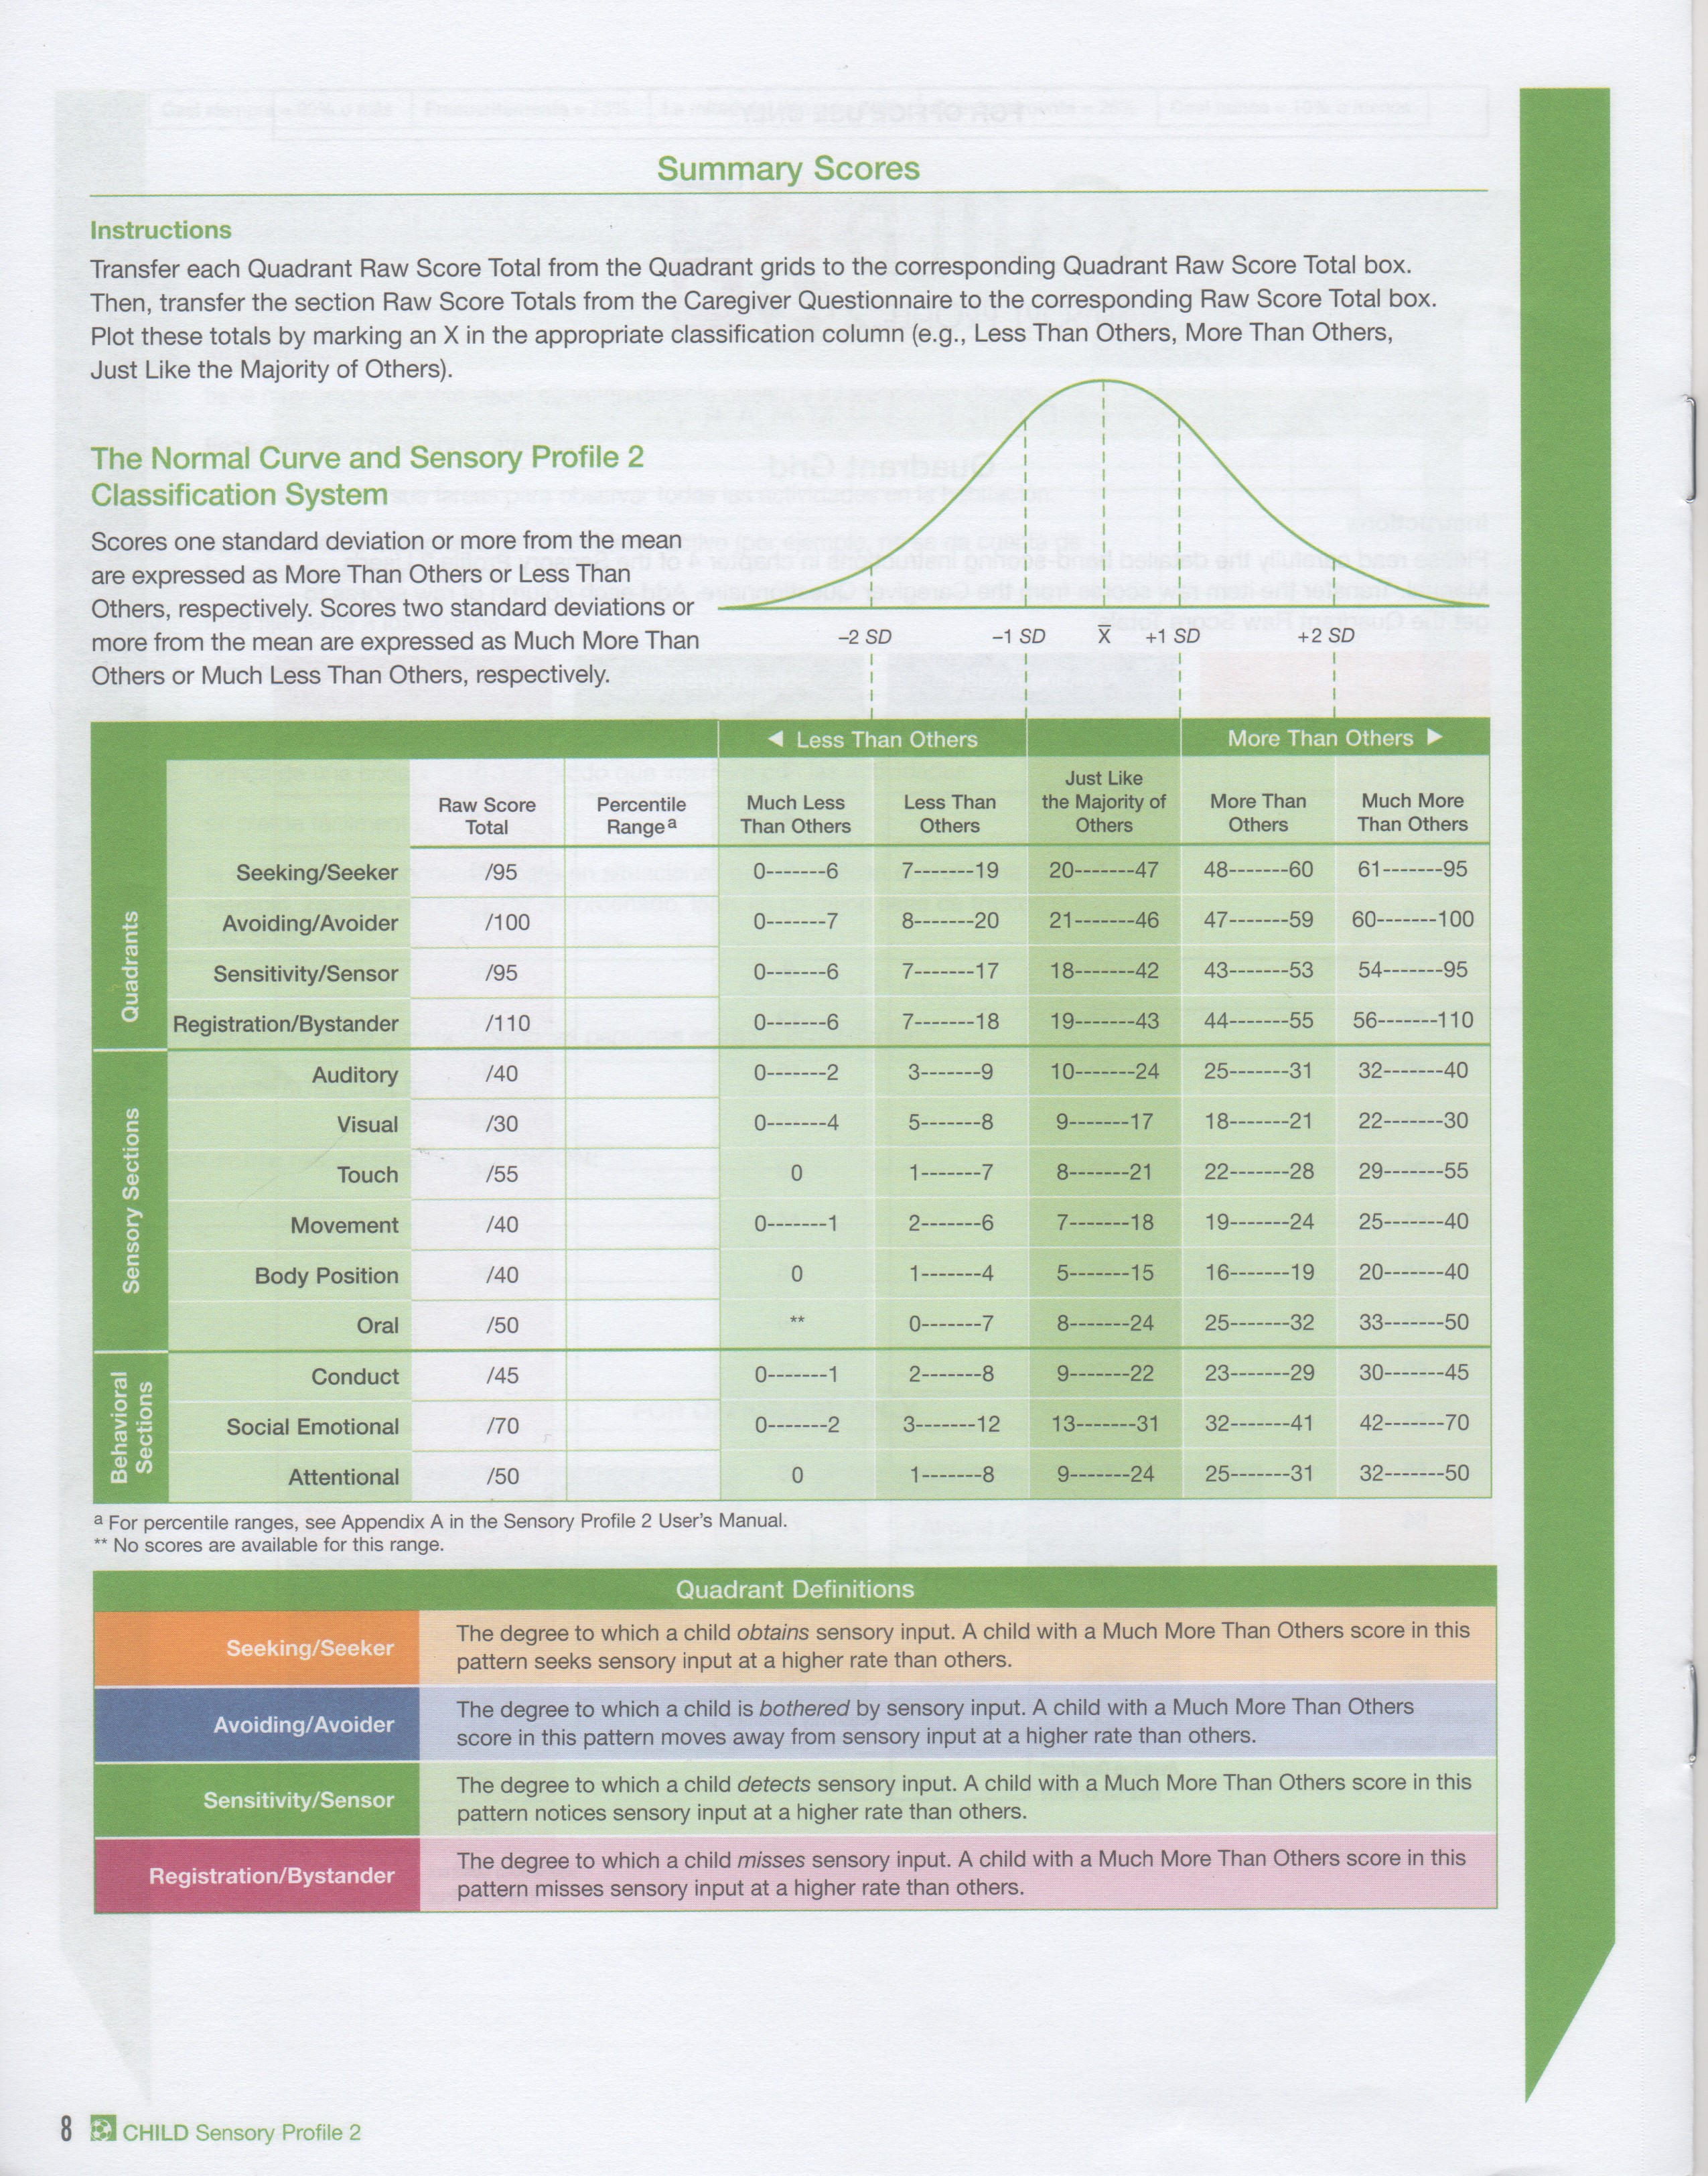 Summary Scores
Instructions
Transfer each Quadrant Raw Score Total from the Quadrant grids to the corresponding Quadrant Raw Score Total box.
Then, transfer the section Raw Score Totals from the Caregiver Questionnaire to the corresponding Raw Score Total box.
Plot these totals by marking an X in the appropriate classification column (e.g., Less Than Others, More Than Others,
Just Like the Majority of Others).
The Normal Curve and Sensory Profile 2
Classification System
Scores one standard deviation or more from the mean
are expressed as More Than Others or Less Than
Others, respectively. Scores two standard deviations or
more from the mean are expressed as Much More Than
Others or Much Less Than Others, respectively.
–2 SD –1 SD X̅ +1 SD +2 SD
◀ Less Than Others More Than Others ▶
Raw Score Total Percentile Range a Much Less Than Others Less Than Others Just Like the Majority of Others More Than Others Much More Than Others
Quadrants
Seeking/Seeker /95 0-------6 7-------19 20-------47 48-------60 61-------95
Avoiding/Avoider /100 0-------7 8-------20 21-------46 47-------59 60-------100
Sensitivity/Sensor /95 0-------6 7-------17 18-------42 43-------53 54-------95
Registration/Bystander /110 0-------6 7-------18 19-------43 44-------55 56-------110
Sensory Sections
Auditory /40 0-------2 3-------9 10-------24 25-------31 32-------40
Visual /30 0-------4 5-------8 9-------17 18-------21 22-------30
Touch /55 0 1-------7 8-------21 22-------28 29-------55
Movement /40 0-------1 2-------6 7-------18 19-------24 25-------40
Body Position /40 0 1-------4 5-------15 16-------19 20-------40
Oral /50 ** 0-------7 8-------24 25-------32 33-------50
Behavioral Sections
Conduct /45 0-------1 2-------8 9-------22 23-------29 30-------45
Social Emotional /70 0-------2 3-------12 13-------31 32-------41 42-------70
Attentional /50 0 1-------8 9-------24 25-------31 32-------50
a For percentile ranges, see Appendix A in the Sensory Profile 2 User's Manual.
** No scores are available for this range.
Quadrant Definitions
Seeking/Seeker
The degree to which a child obtains sensory input. A child with a Much More Than Others score in this
pattern seeks sensory input at a higher rate than others.
Avoiding/Avoider
The degree to which a child is bothered by sensory input. A child with a Much More Than Others
score in this pattern moves away from sensory input at a higher rate than others.
Sensitivity/Sensor
The degree to which a child detects sensory input. A child with a Much More Than Others score in this
pattern notices sensory input at a higher rate than others.
Registration/Bystander
The degree to which a child misses sensory input. A child with a Much More Than Others score in this
pattern misses sensory input at a higher rate than others.
8 CHILD Sensory Profile 2